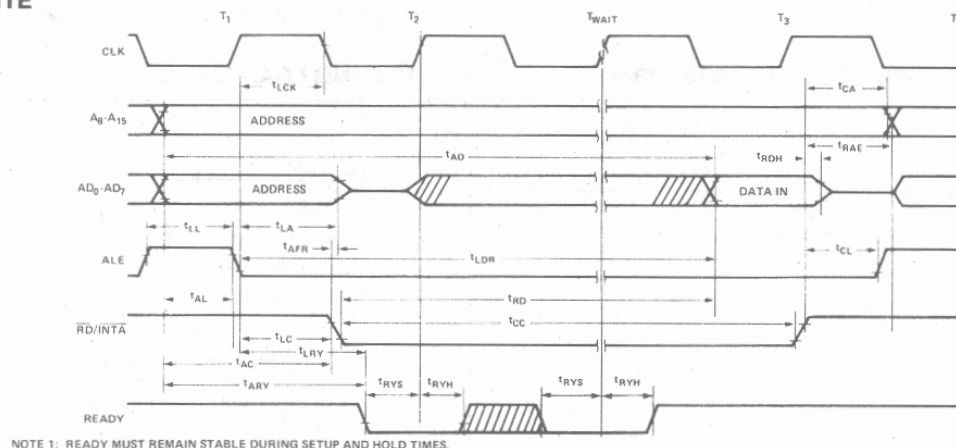 ITE
T1 T2 TWAIT T3 T
CLK
tLCK tCA
A8-A15 ADDRESS
tAD tRDH tRAE
AD0-AD7 ADDRESS DATA IN
tLL tLA
tAFR tLDR tCL
ALE
tAL tRD
RD/INTA tCC
tLC
tLRY
tAC
tARY
tRYS tRYH tRYS tRYH
READY
NOTE 1: READY MUST REMAIN STABLE DURING SETUP AND HOLD TIMES.